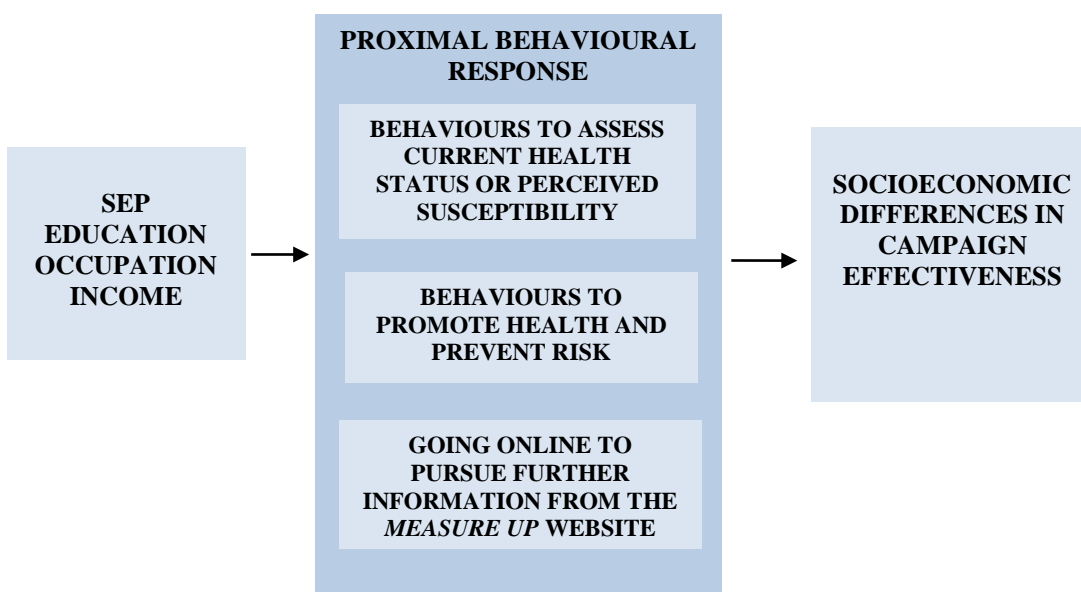 SEP
EDUCATION
OCCUPATION
INCOME
PROXIMAL BEHAVIOURAL
RESPONSE
BEHAVIOURS TO ASSESS
CURRENT HEALTH
STATUS OR PERCEIVED
SUSCEPTIBILITY
BEHAVIOURS TO
PROMOTE HEALTH AND
PREVENT RISK
GOING ONLINE TO
PURSUE FURTHER
INFORMATION FROM THE
MEASURE UP WEBSITE
SOCIOECONOMIC
DIFFERENCES IN
CAMPAIGN
EFFECTIVENESS